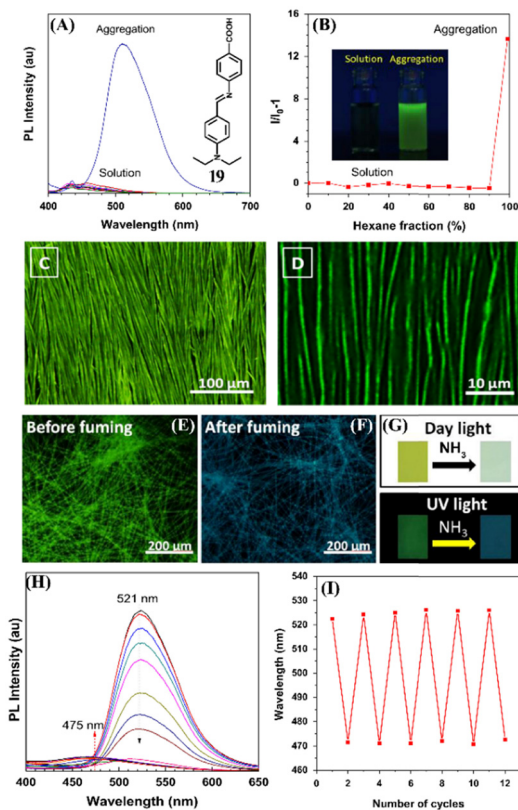 (A)
Aggregation
Solution
COOH
N
N
19
PL Intensity (au)
400 500 600 700
Wavelength (nm)
(B)
Aggregation
Solution Aggregation
Solution
I/I0-1
16
12
8
4
0
0 20 40 60 80 100
Hexane fraction (%)
C
100 µm
D
10 µm
Before fuming (E)
200 µm
After fuming (F)
200 µm
(G) Day light
NH3
UV light
NH3
(H)
521 nm
475 nm
PL Intensity (au)
400 450 500 550 600 650
Wavelength (nm)
(I)
Wavelength (nm)
540
530
520
510
500
490
480
470
460
0 2 4 6 8 10 12
Number of cycles